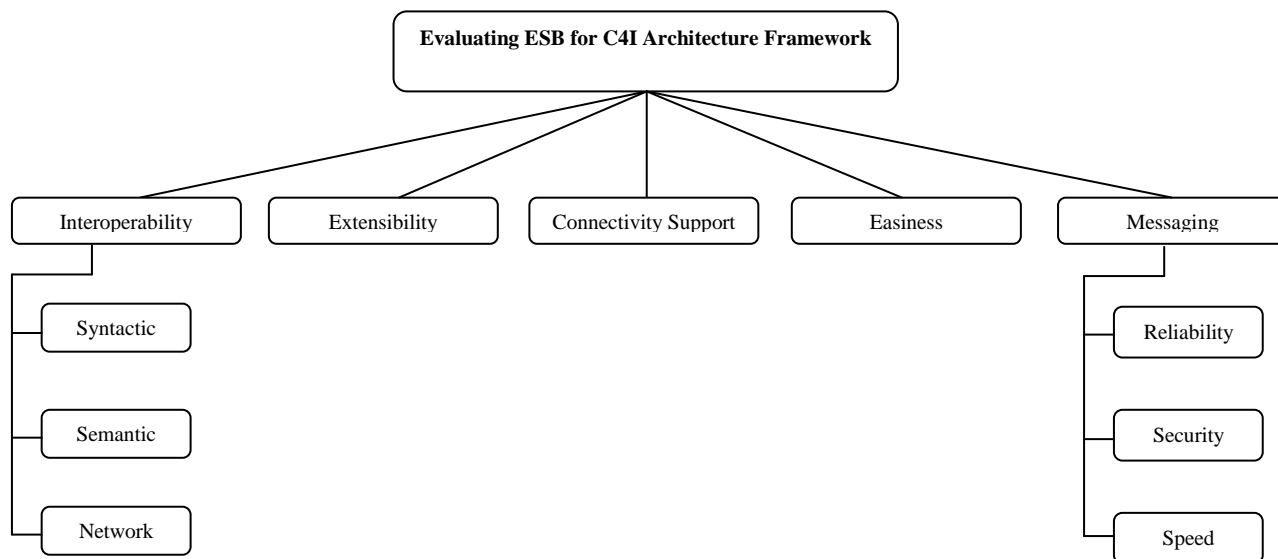 Evaluating ESB for C4I Architecture Framework
Interoperability
Extensibility
Connectivity Support
Easiness
Messaging
Syntactic
Semantic
Network
Reliability
Security
Speed